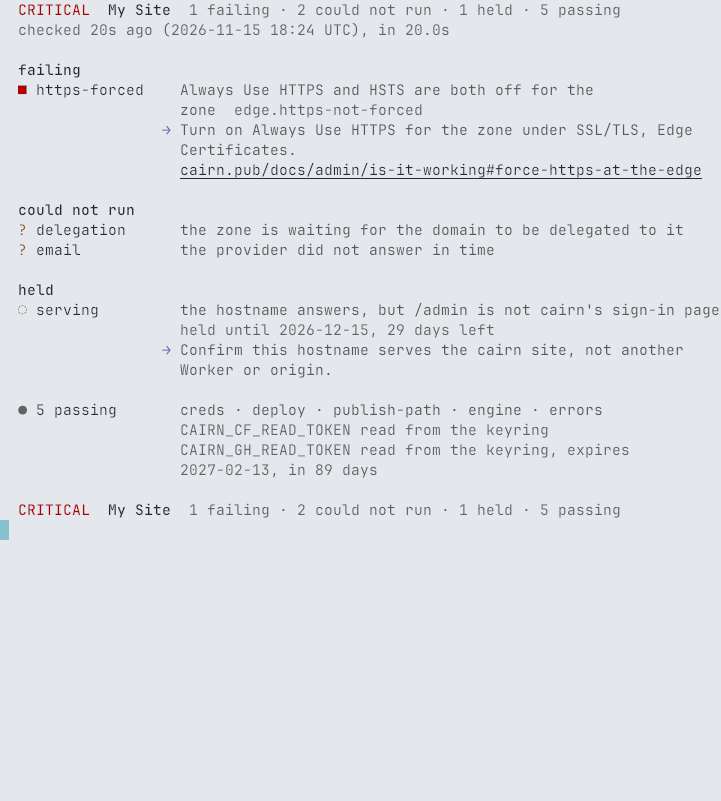 CRITICAL  My Site  1 failing · 2 could not run · 1 held · 5 passing
checked 20s ago (2026-11-15 18:24 UTC), in 20.0s
failing
■ https-forced    Always Use HTTPS and HSTS are both off for the
zone  edge.https-not-forced
→ Turn on Always Use HTTPS for the zone under SSL/TLS, Edge
Certificates.
cairn.pub/docs/admin/is-it-working#force-https-at-the-edge
could not run
? delegation      the zone is waiting for the domain to be delegated to it
? email           the provider did not answer in time
held
◌ serving         the hostname answers, but /admin is not cairn's sign-in page
held until 2026-12-15, 29 days left
→ Confirm this hostname serves the cairn site, not another
Worker or origin.
● 5 passing       creds · deploy · publish-path · engine · errors
CAIRN_CF_READ_TOKEN read from the keyring
CAIRN_GH_READ_TOKEN read from the keyring, expires
2027-02-13, in 89 days
CRITICAL  My Site  1 failing · 2 could not run · 1 held · 5 passing